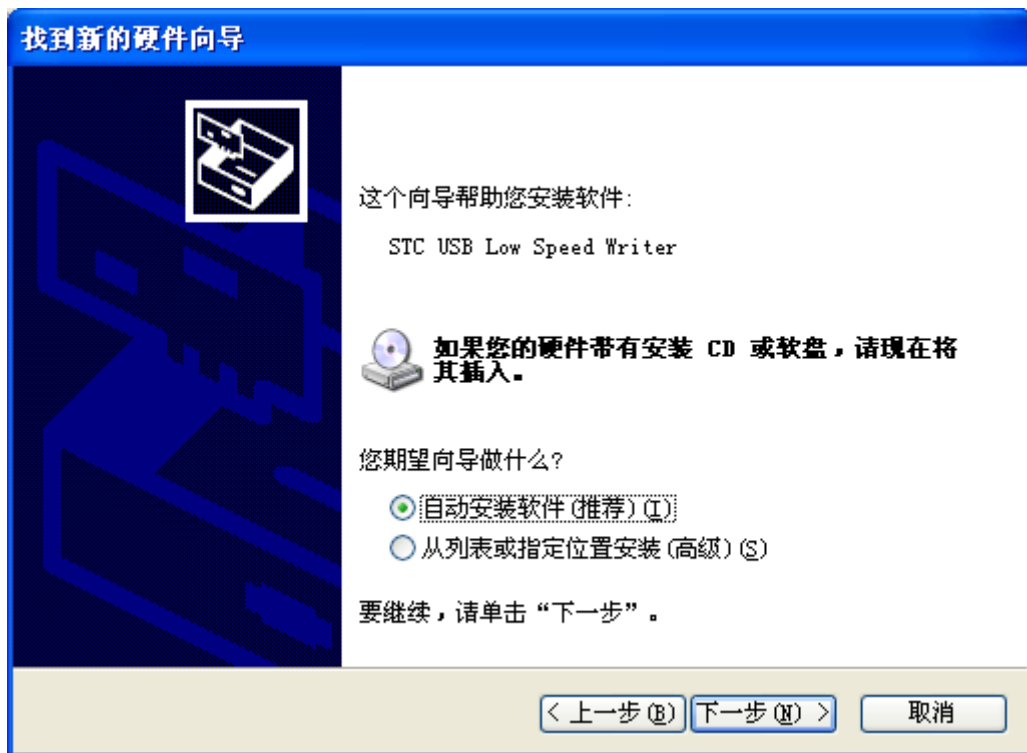 找到新的硬件向导
这个向导帮助您安装软件:
STC USB Low Speed Writer
如果您的硬件带有安装 CD 或软盘，请现在将
其插入。
您期望向导做什么?
自动安装软件(推荐)(I)
从列表或指定位置安装(高级)(S)
要继续，请单击“下一步”。
< 上一步(B) 下一步(N) > 取消